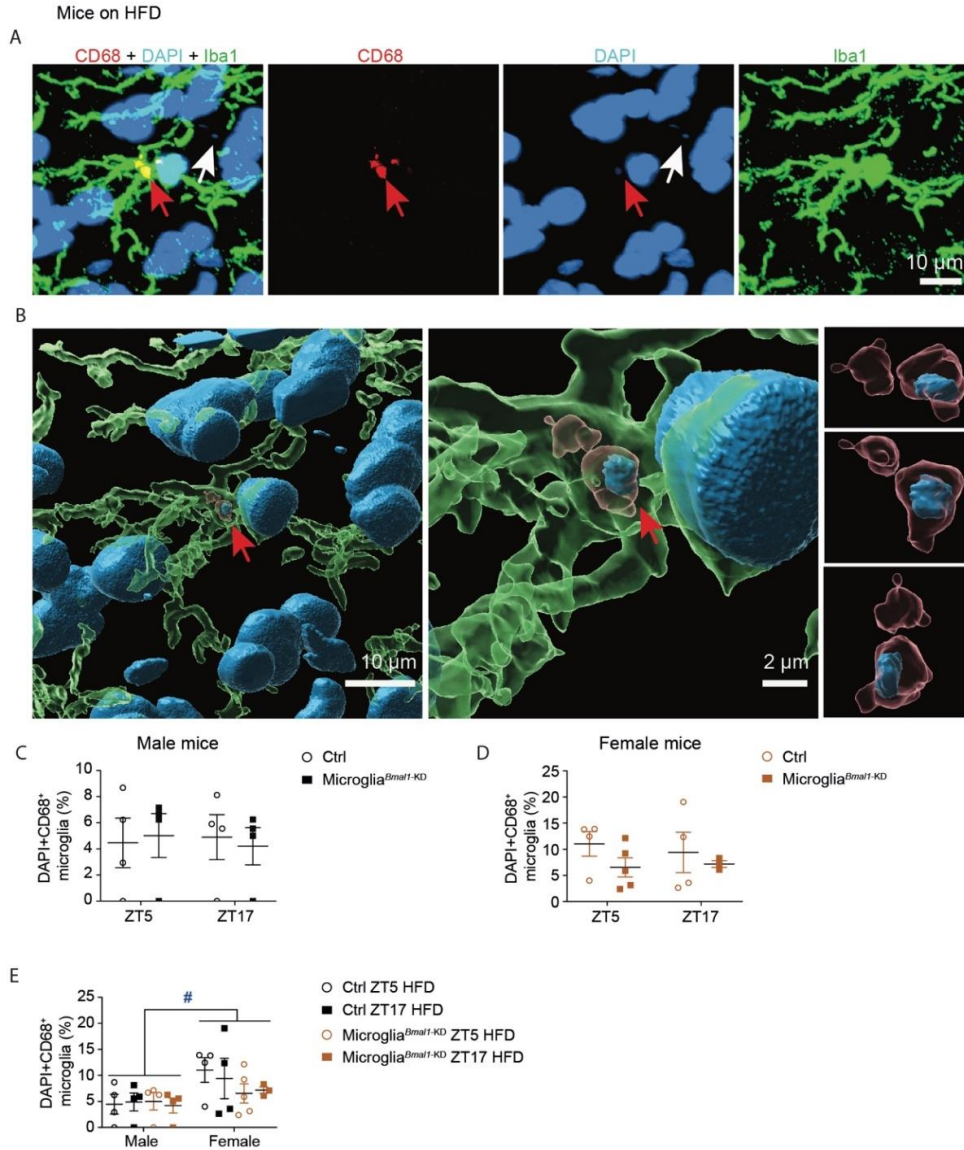 Mice on HFD
A
CD68 + DAPI + Iba1
CD68
DAPI
Iba1
10 µm
B
10 µm
2 µm
C
Male mice
Ctrl
Microglia^Bmal1-KD
DAPI+CD68⁺
microglia (%)
10
8
6
4
2
0
ZT5 ZT17
D
Female mice
Ctrl
Microglia^Bmal1-KD
DAPI+CD68⁺
microglia (%)
25
20
15
10
5
0
ZT5 ZT17
E
DAPI+CD68⁺
microglia (%)
25
20
15
10
5
0
#
Male Female
Ctrl ZT5 HFD
Ctrl ZT17 HFD
Microglia^Bmal1-KD ZT5 HFD
Microglia^Bmal1-KD ZT17 HFD